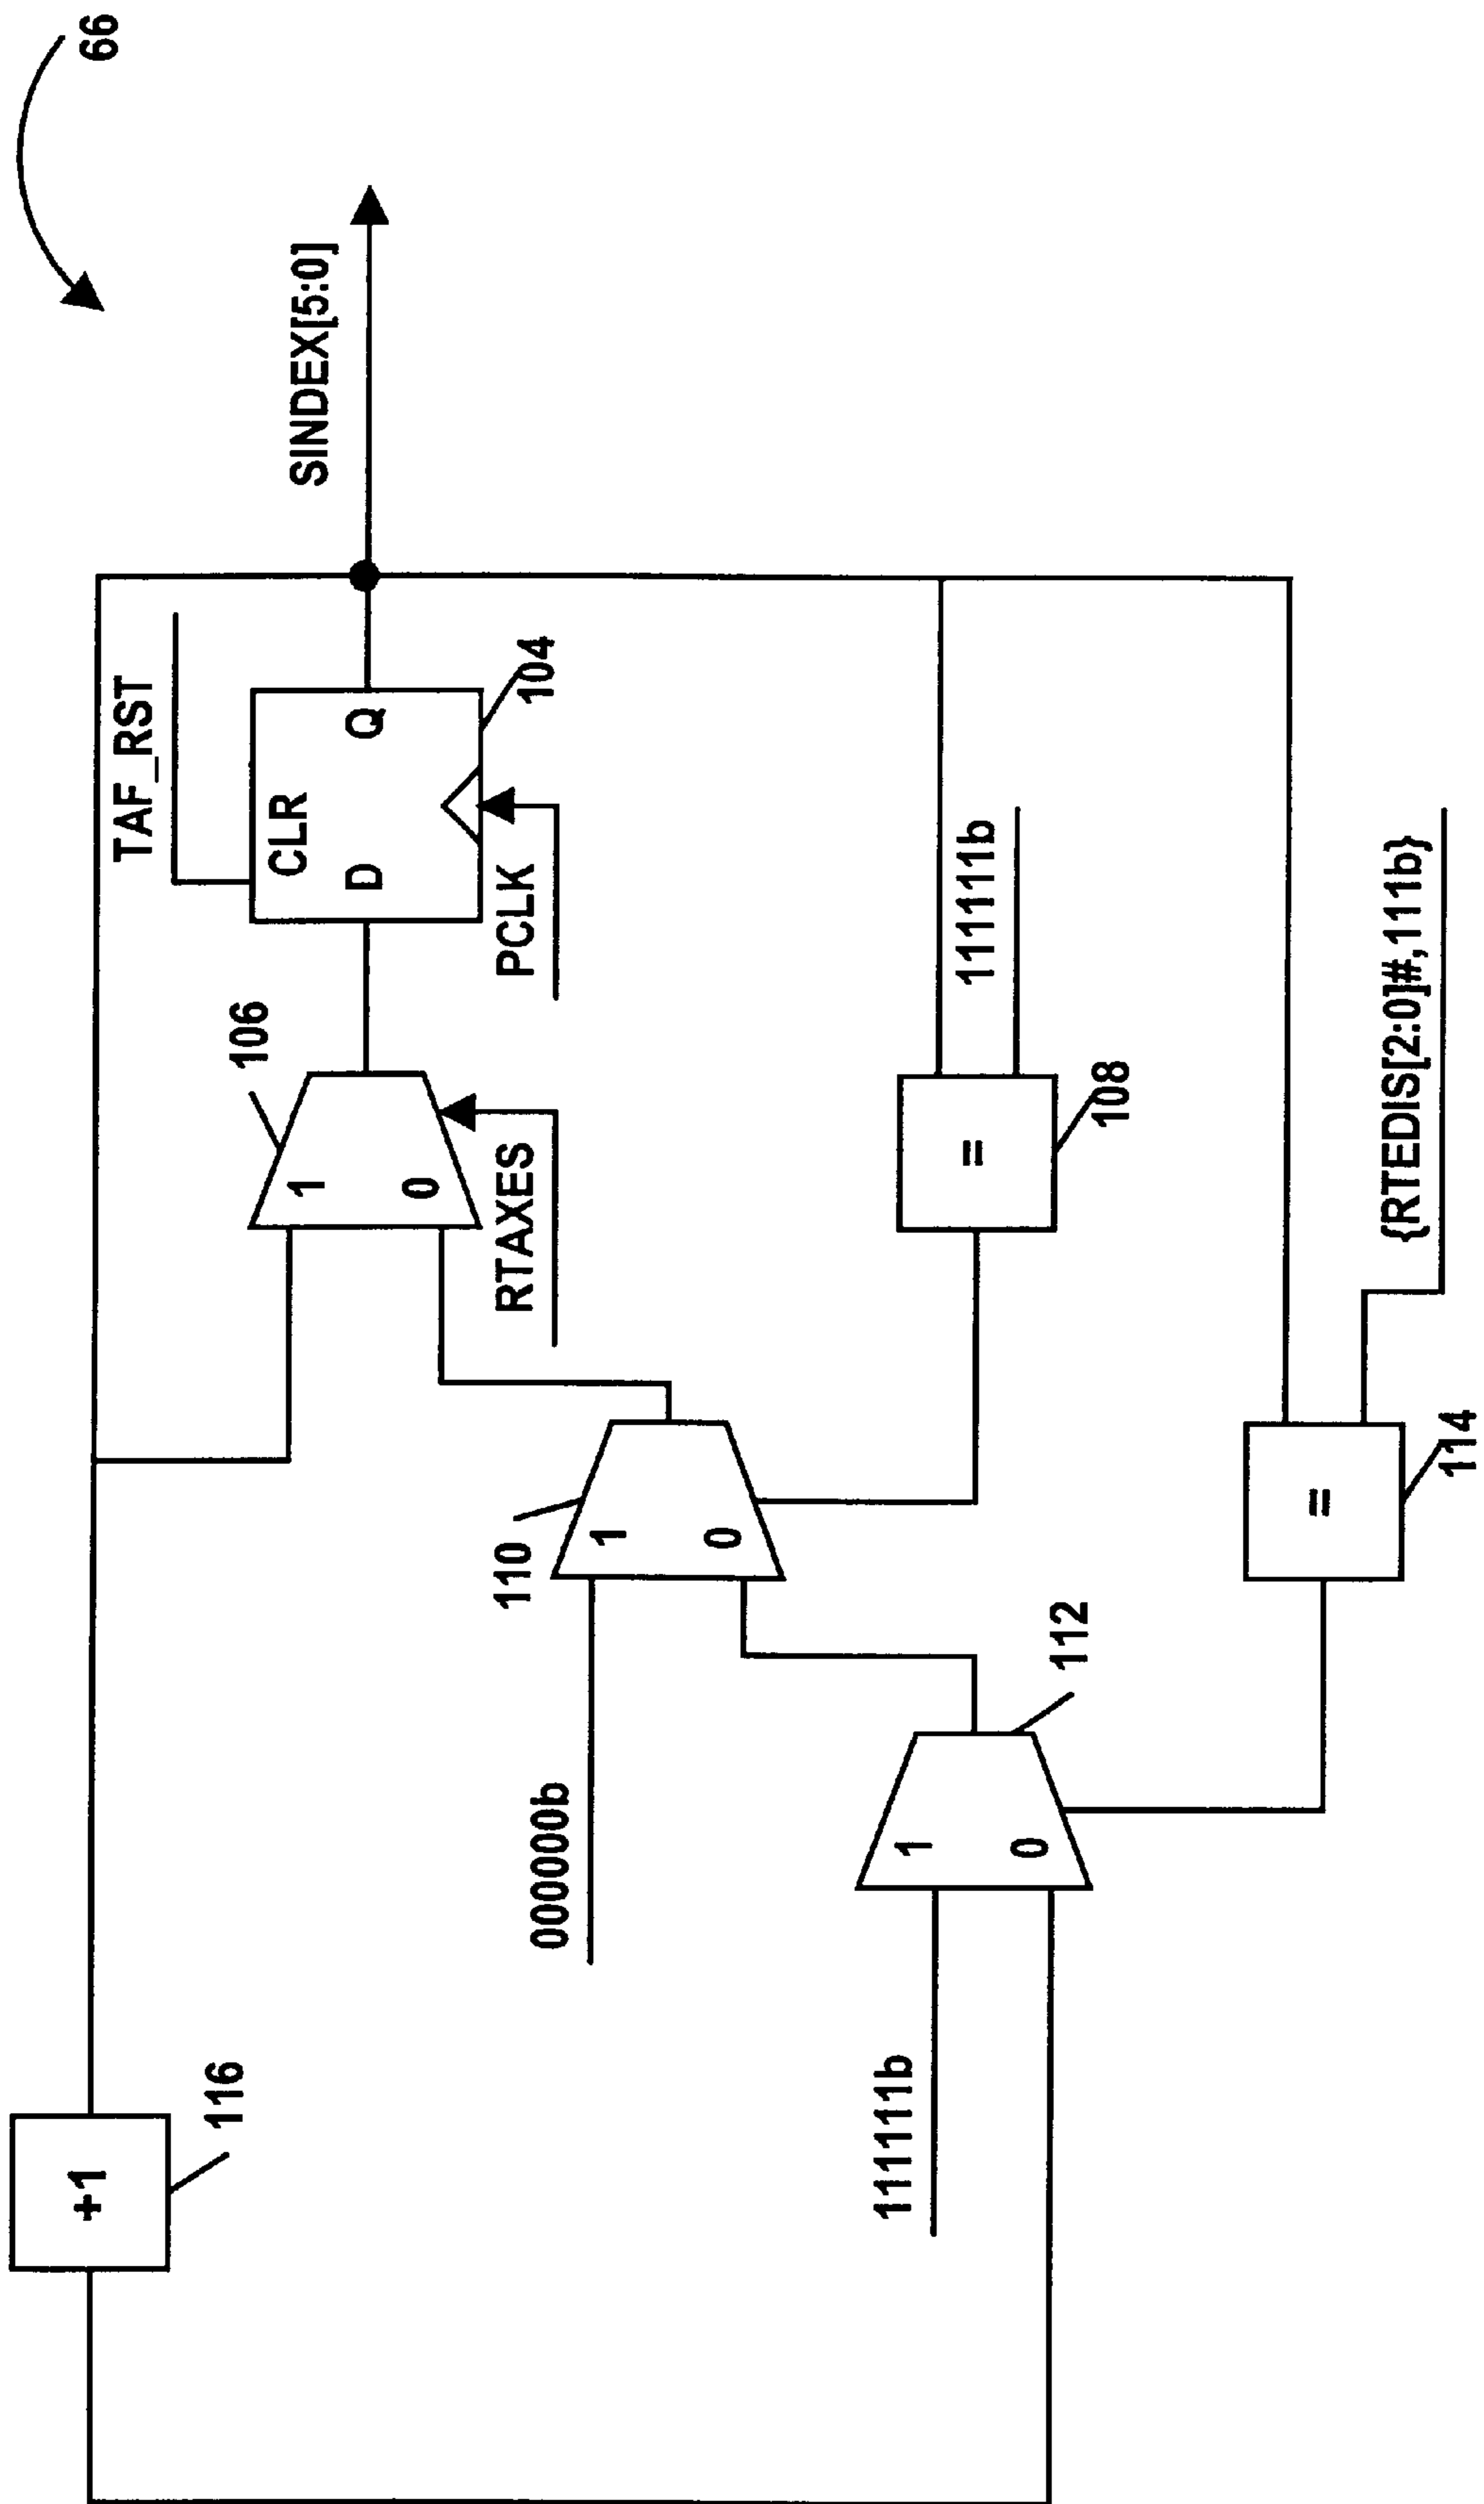 66
SINDEX[5:0]
TAF_RST
CLR
D
Q
104
PCLK
106
1
0
RTAXES
111111b
=
108
{RTEDIS[2:0]#,111b}
=
114
110
1
0
000000b
112
1
0
111111b
+1
116